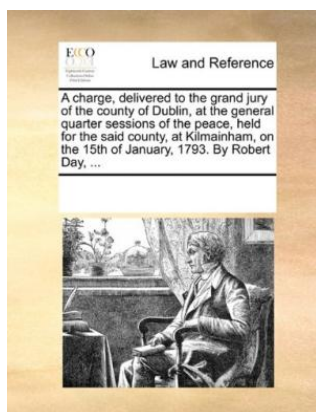 ECCO
Law and Reference
A charge, delivered to the grand jury
of the county of Dublin, at the general
quarter sessions of the peace, held
for the said county, at Kilmainham, on
the 15th of January, 1793. By Robert
Day, ...